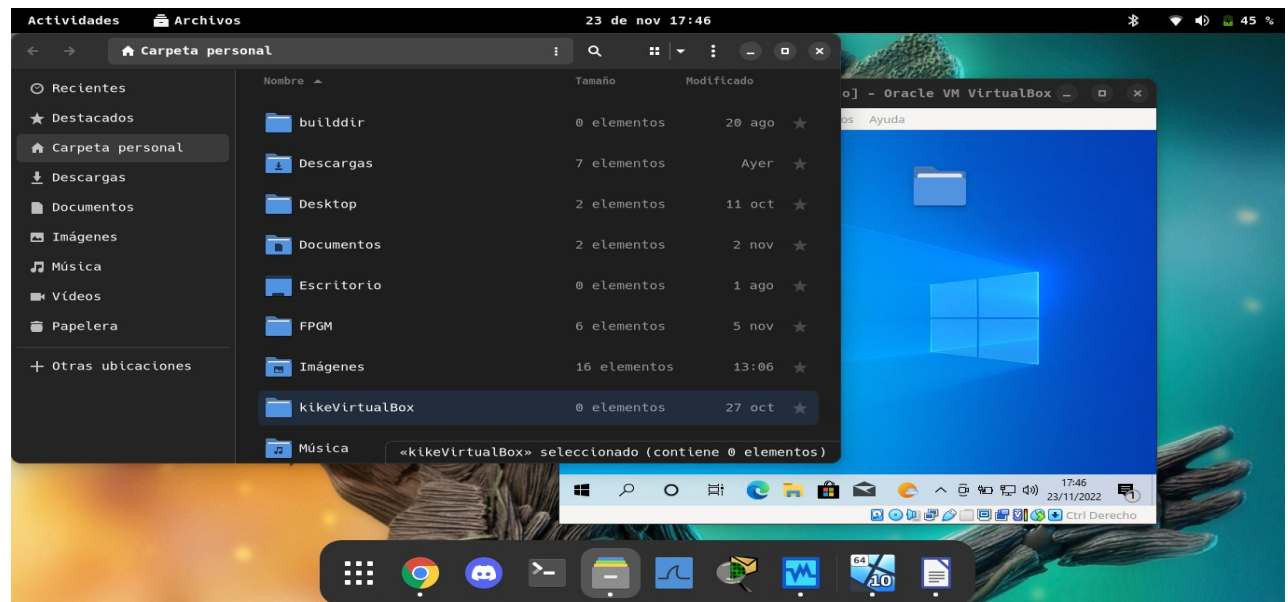 Actividades Archivos 23 de nov 17:46 45 %
Carpeta personal
Recientes
Destacados
Carpeta personal
Descargas
Documentos
Imágenes
Música
Vídeos
Papelera
Otras ubicaciones
Nombre Tamaño Modificado
builddir 0 elementos 20 ago
Descargas 7 elementos Ayer
Desktop 2 elementos 11 oct
Documentos 2 elementos 2 nov
Escritorio 0 elementos 1 ago
FPGM 6 elementos 5 nov
Imágenes 16 elementos 13:06
kikeVirtualBox 0 elementos 27 oct
Música
«kikeVirtualBox» seleccionado (contiene 0 elementos)
o] - Oracle VM VirtualBox
os Ayuda
17:46
23/11/2022
1
Ctrl Derecho
64
10